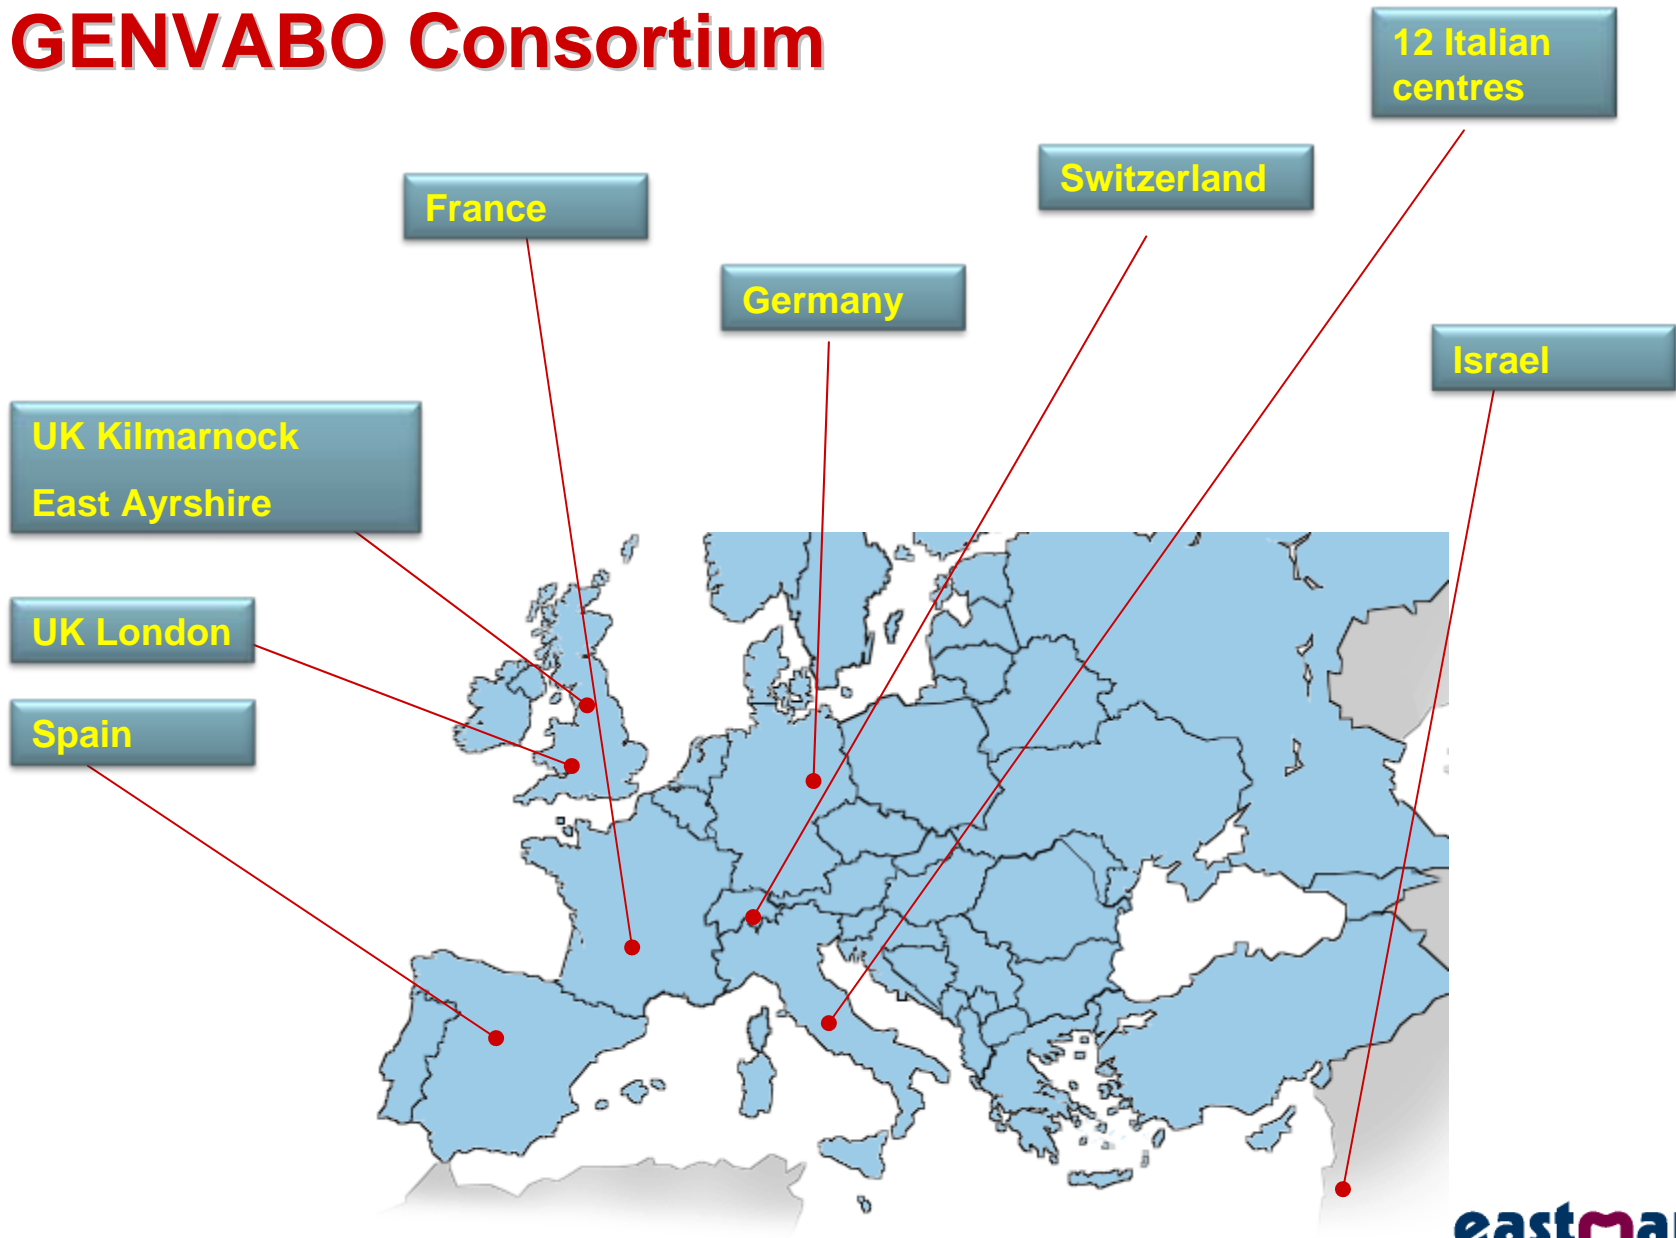 GENVABO Consortium
12 Italian
centres
Switzerland
France
Germany
Israel
UK Kilmarnock
East Ayrshire
UK London
Spain